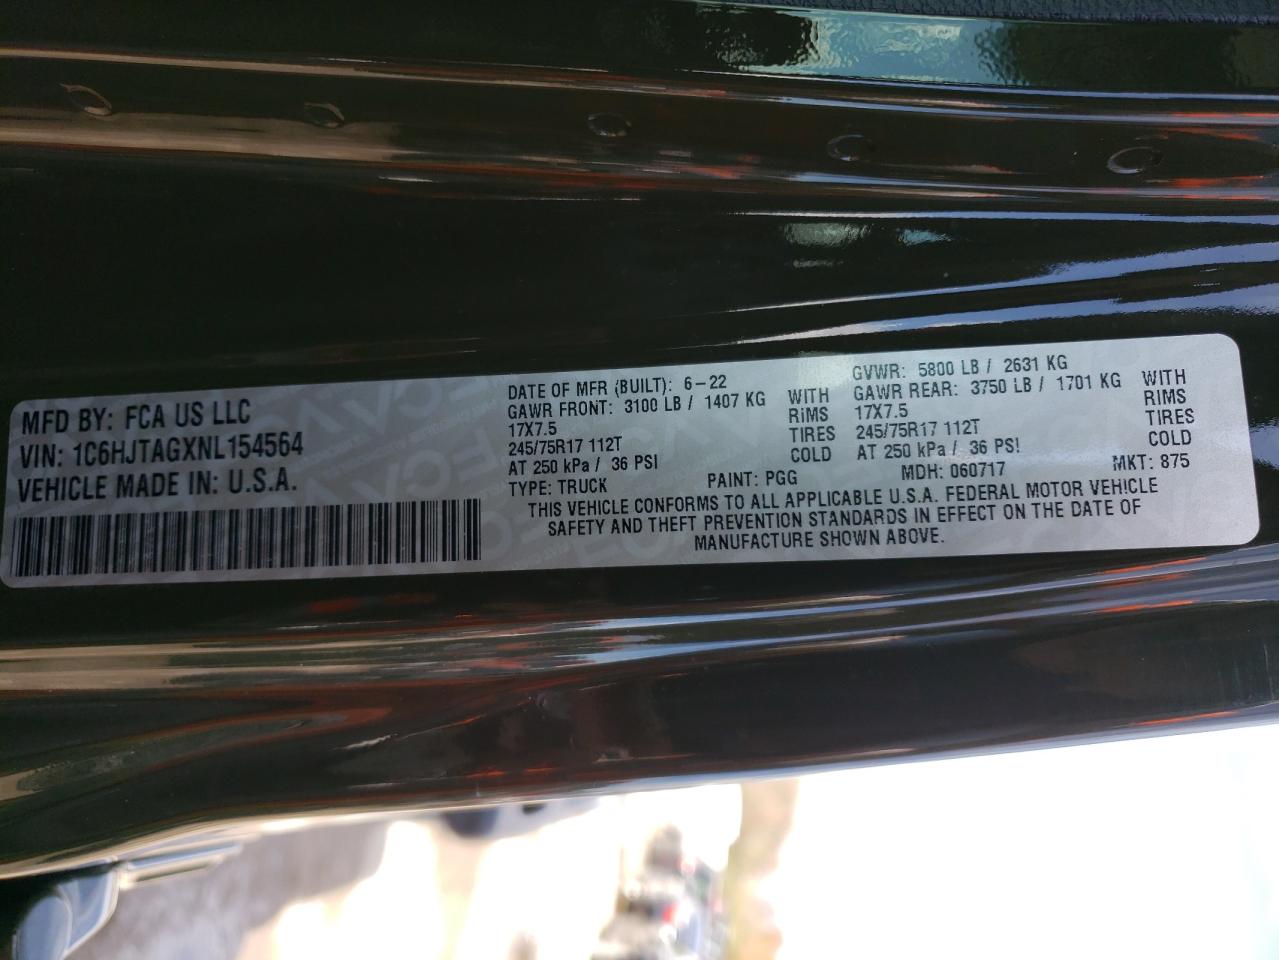 MFD BY: FCA US LLC
VIN: 1C6HJTAGXNL154564
VEHICLE MADE IN: U.S.A.
DATE OF MFR (BUILT): 6-22
GAWR FRONT: 3100 LB / 1407 KG WITH
17X7.5 RIMS
245/75R17 112T TIRES
AT 250 kPa / 36 PSI COLD
GVWR: 5800 LB / 2631 KG
GAWR REAR: 3750 LB / 1701 KG WITH
17X7.5 RIMS
245/75R17 112T TIRES
AT 250 kPa / 36 PSI COLD
TYPE: TRUCK PAINT: PGG MDH: 060717 MKT: 875
THIS VEHICLE CONFORMS TO ALL APPLICABLE U.S.A. FEDERAL MOTOR VEHICLE
SAFETY AND THEFT PREVENTION STANDARDS IN EFFECT ON THE DATE OF
MANUFACTURE SHOWN ABOVE.